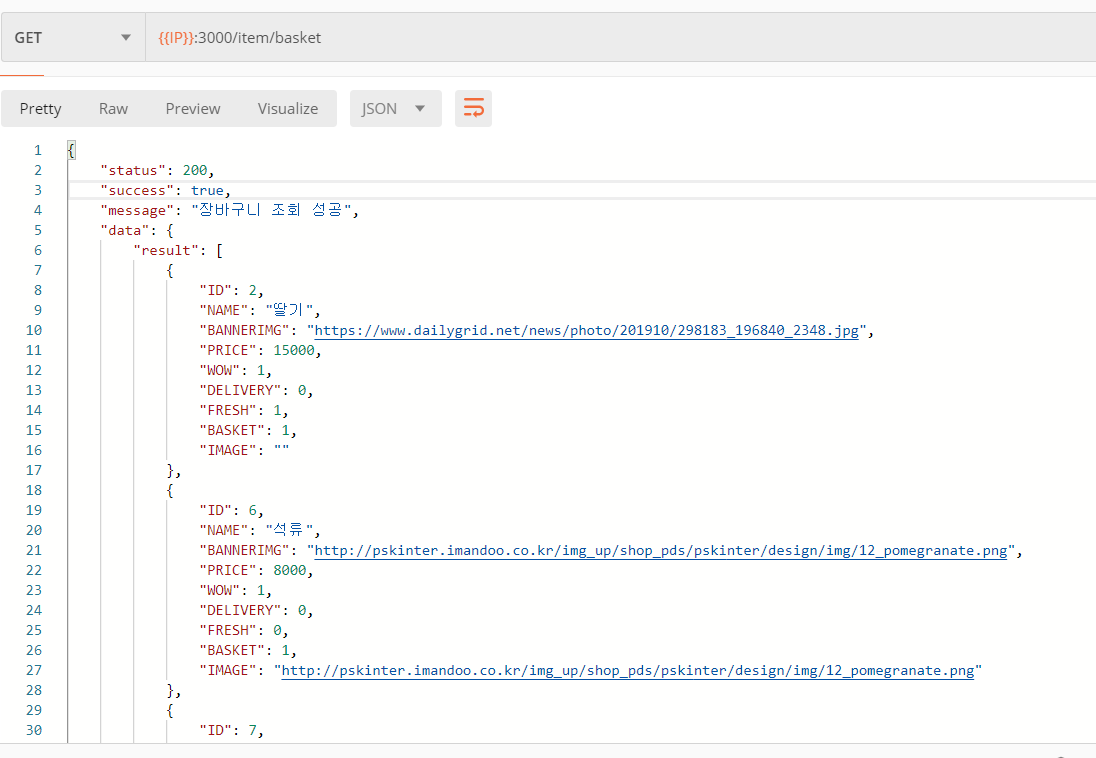 GET {{IP}}:3000/item/basket
Pretty Raw Preview Visualize JSON
1 {
2 "status": 200,
3 "success": true,
4 "message": "장바구니 조회 성공",
5 "data": {
6 "result": [
7 {
8 "ID": 2,
9 "NAME": "딸기",
10 "BANNERIMG": "https://www.dailygrid.net/news/photo/201910/298183_196840_2348.jpg",
11 "PRICE": 15000,
12 "WOW": 1,
13 "DELIVERY": 0,
14 "FRESH": 1,
15 "BASKET": 1,
16 "IMAGE": ""
17 },
18 {
19 "ID": 6,
20 "NAME": "석류",
21 "BANNERIMG": "http://pskinter.imandoo.co.kr/img_up/shop_pds/pskinter/design/img/12_pomegranate.png",
22 "PRICE": 8000,
23 "WOW": 1,
24 "DELIVERY": 0,
25 "FRESH": 0,
26 "BASKET": 1,
27 "IMAGE": "http://pskinter.imandoo.co.kr/img_up/shop_pds/pskinter/design/img/12_pomegranate.png"
28 },
29 {
30 "ID": 7,